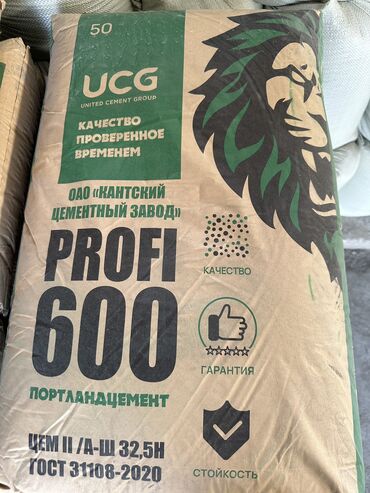 50
UCG
UNITED CEMENT GROUP
КАЧЕСТВО
ПРОВЕРЕННОЕ
ВРЕМЕНЕМ
ОАО «КАНТСКИЙ
ЦЕМЕНТНЫЙ ЗАВОД»
PROFI
600
ПОРТЛАНДЦЕМЕНТ
ЦЕМ II /А-Ш 32,5Н
ГОСТ 31108-2020
КАЧЕСТВО
ГАРАНТИЯ
СТОЙКОСТЬ